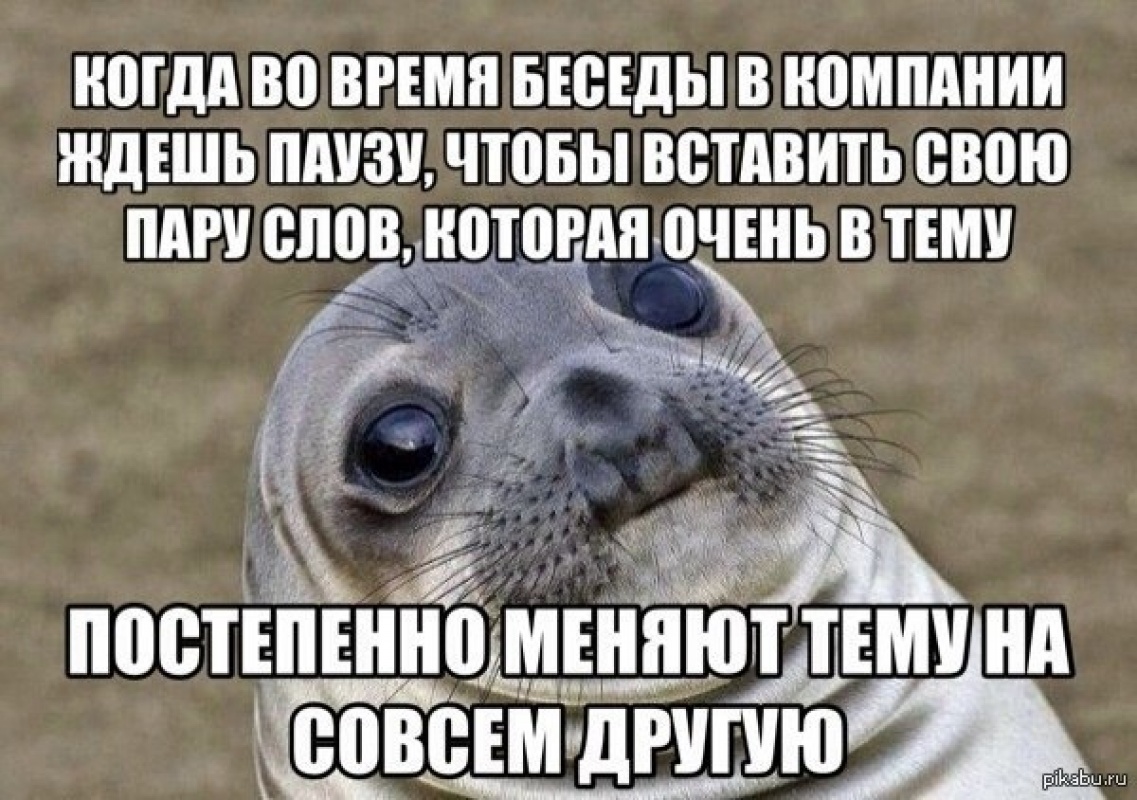 КОГДА ВО ВРЕМЯ БЕСЕДЫ В КОМПАНИИ
ЖДЕШЬ ПАУЗУ, ЧТОБЫ ВСТАВИТЬ СВОЮ
ПАРУ СЛОВ, КОТОРАЯ ОЧЕНЬ В ТЕМУ
ПОСТЕПЕННО МЕНЯЮТ ТЕМУ НА
СОВСЕМ ДРУГУЮ
pikabu.ru